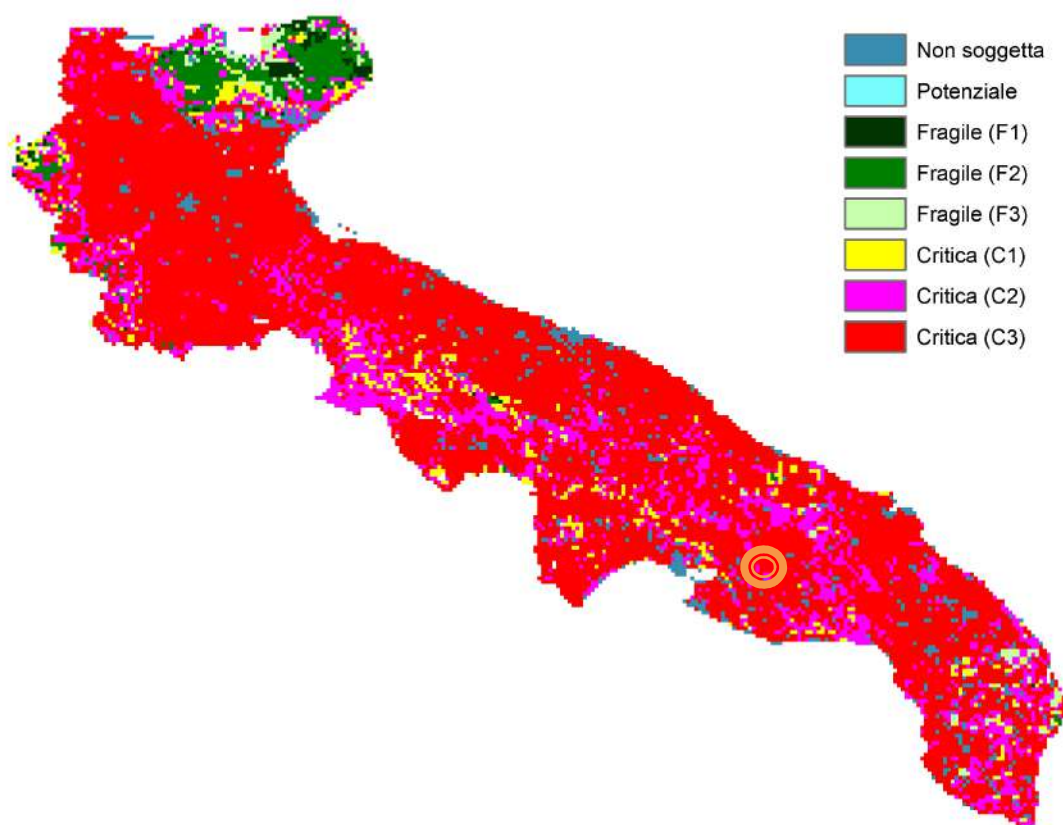 Non soggetta
Potenziale
Fragile (F1)
Fragile (F2)
Fragile (F3)
Critica (C1)
Critica (C2)
Critica (C3)